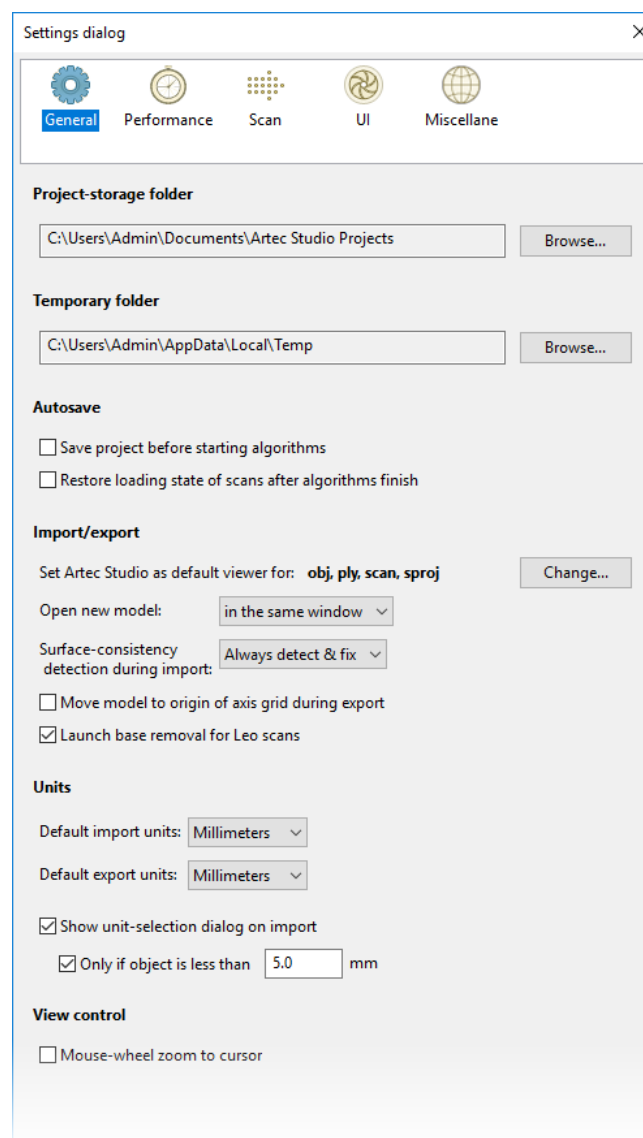 Settings dialog
General Performance Scan UI Miscellane
Project-storage folder
C:\Users\Admin\Documents\Artec Studio Projects Browse...
Temporary folder
C:\Users\Admin\AppData\Local\Temp Browse...
Autosave
Save project before starting algorithms
Restore loading state of scans after algorithms finish
Import/export
Set Artec Studio as default viewer for: obj, ply, scan, sproj Change...
Open new model: in the same window
Surface-consistency
detection during import: Always detect & fix
Move model to origin of axis grid during export
Launch base removal for Leo scans
Units
Default import units: Millimeters
Default export units: Millimeters
Show unit-selection dialog on import
Only if object is less than 5.0 mm
View control
Mouse-wheel zoom to cursor